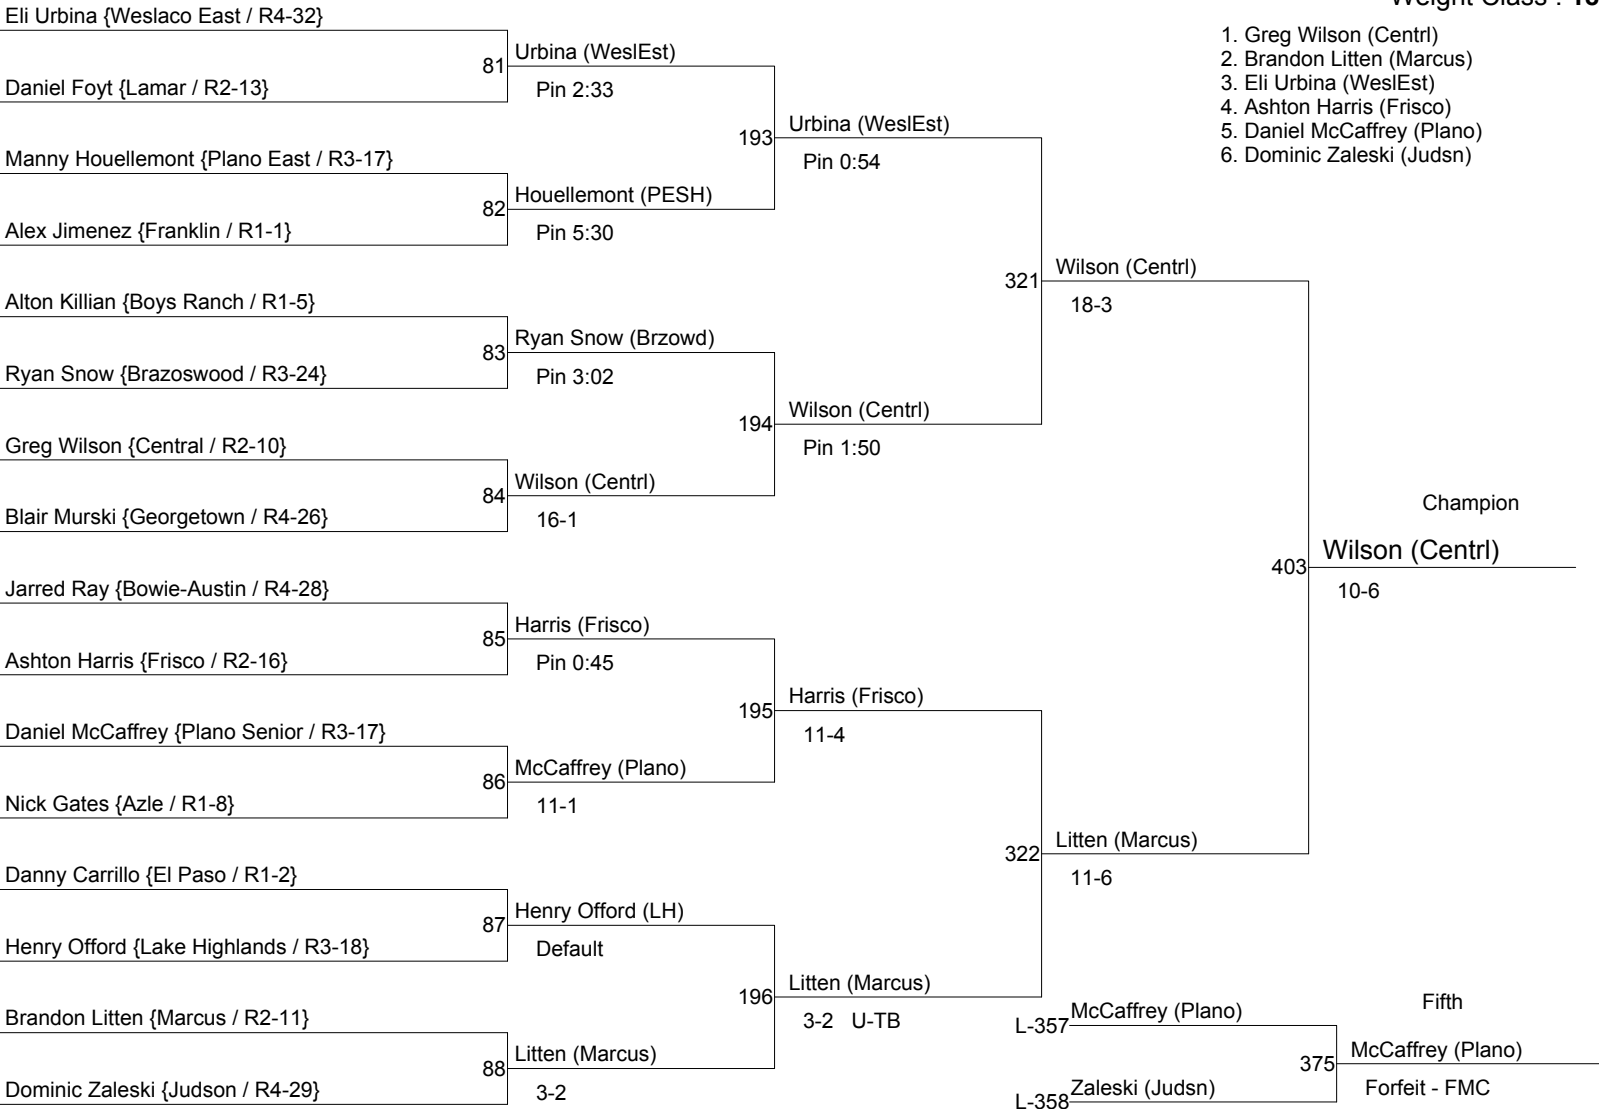 Weight Class :
1. Greg Wilson (Centrl)
2. Brandon Litten (Marcus)
3. Eli Urbina (WeslEst)
4. Ashton Harris (Frisco)
5. Daniel McCaffrey (Plano)
6. Dominic Zaleski (Judsn)
Eli Urbina {Weslaco East / R4-32}
81 Urbina (WeslEst)
Pin 2:33
Daniel Foyt {Lamar / R2-13}
193 Urbina (WeslEst)
Pin 0:54
Manny Houellemont {Plano East / R3-17}
82 Houellemont (PESH)
Pin 5:30
Alex Jimenez {Franklin / R1-1}
321 Wilson (Centrl)
18-3
Alton Killian {Boys Ranch / R1-5}
83 Ryan Snow (Brzowd)
Pin 3:02
Ryan Snow {Brazoswood / R3-24}
194 Wilson (Centrl)
Pin 1:50
Greg Wilson {Central / R2-10}
84 Wilson (Centrl)
16-1
Blair Murski {Georgetown / R4-26}
Champion
403 Wilson (Centrl)
10-6
Jarred Ray {Bowie-Austin / R4-28}
85 Harris (Frisco)
Pin 0:45
Ashton Harris {Frisco / R2-16}
195 Harris (Frisco)
11-4
Daniel McCaffrey {Plano Senior / R3-17}
86 McCaffrey (Plano)
11-1
Nick Gates {Azle / R1-8}
322 Litten (Marcus)
11-6
Danny Carrillo {El Paso / R1-2}
87 Henry Offord (LH)
Default
Henry Offord {Lake Highlands / R3-18}
196 Litten (Marcus)
3-2 U-TB
Brandon Litten {Marcus / R2-11}
88 Litten (Marcus)
3-2
Dominic Zaleski {Judson / R4-29}
Fifth
L-357 McCaffrey (Plano)
375 McCaffrey (Plano)
Forfeit - FMC
L-358 Zaleski (Judsn)